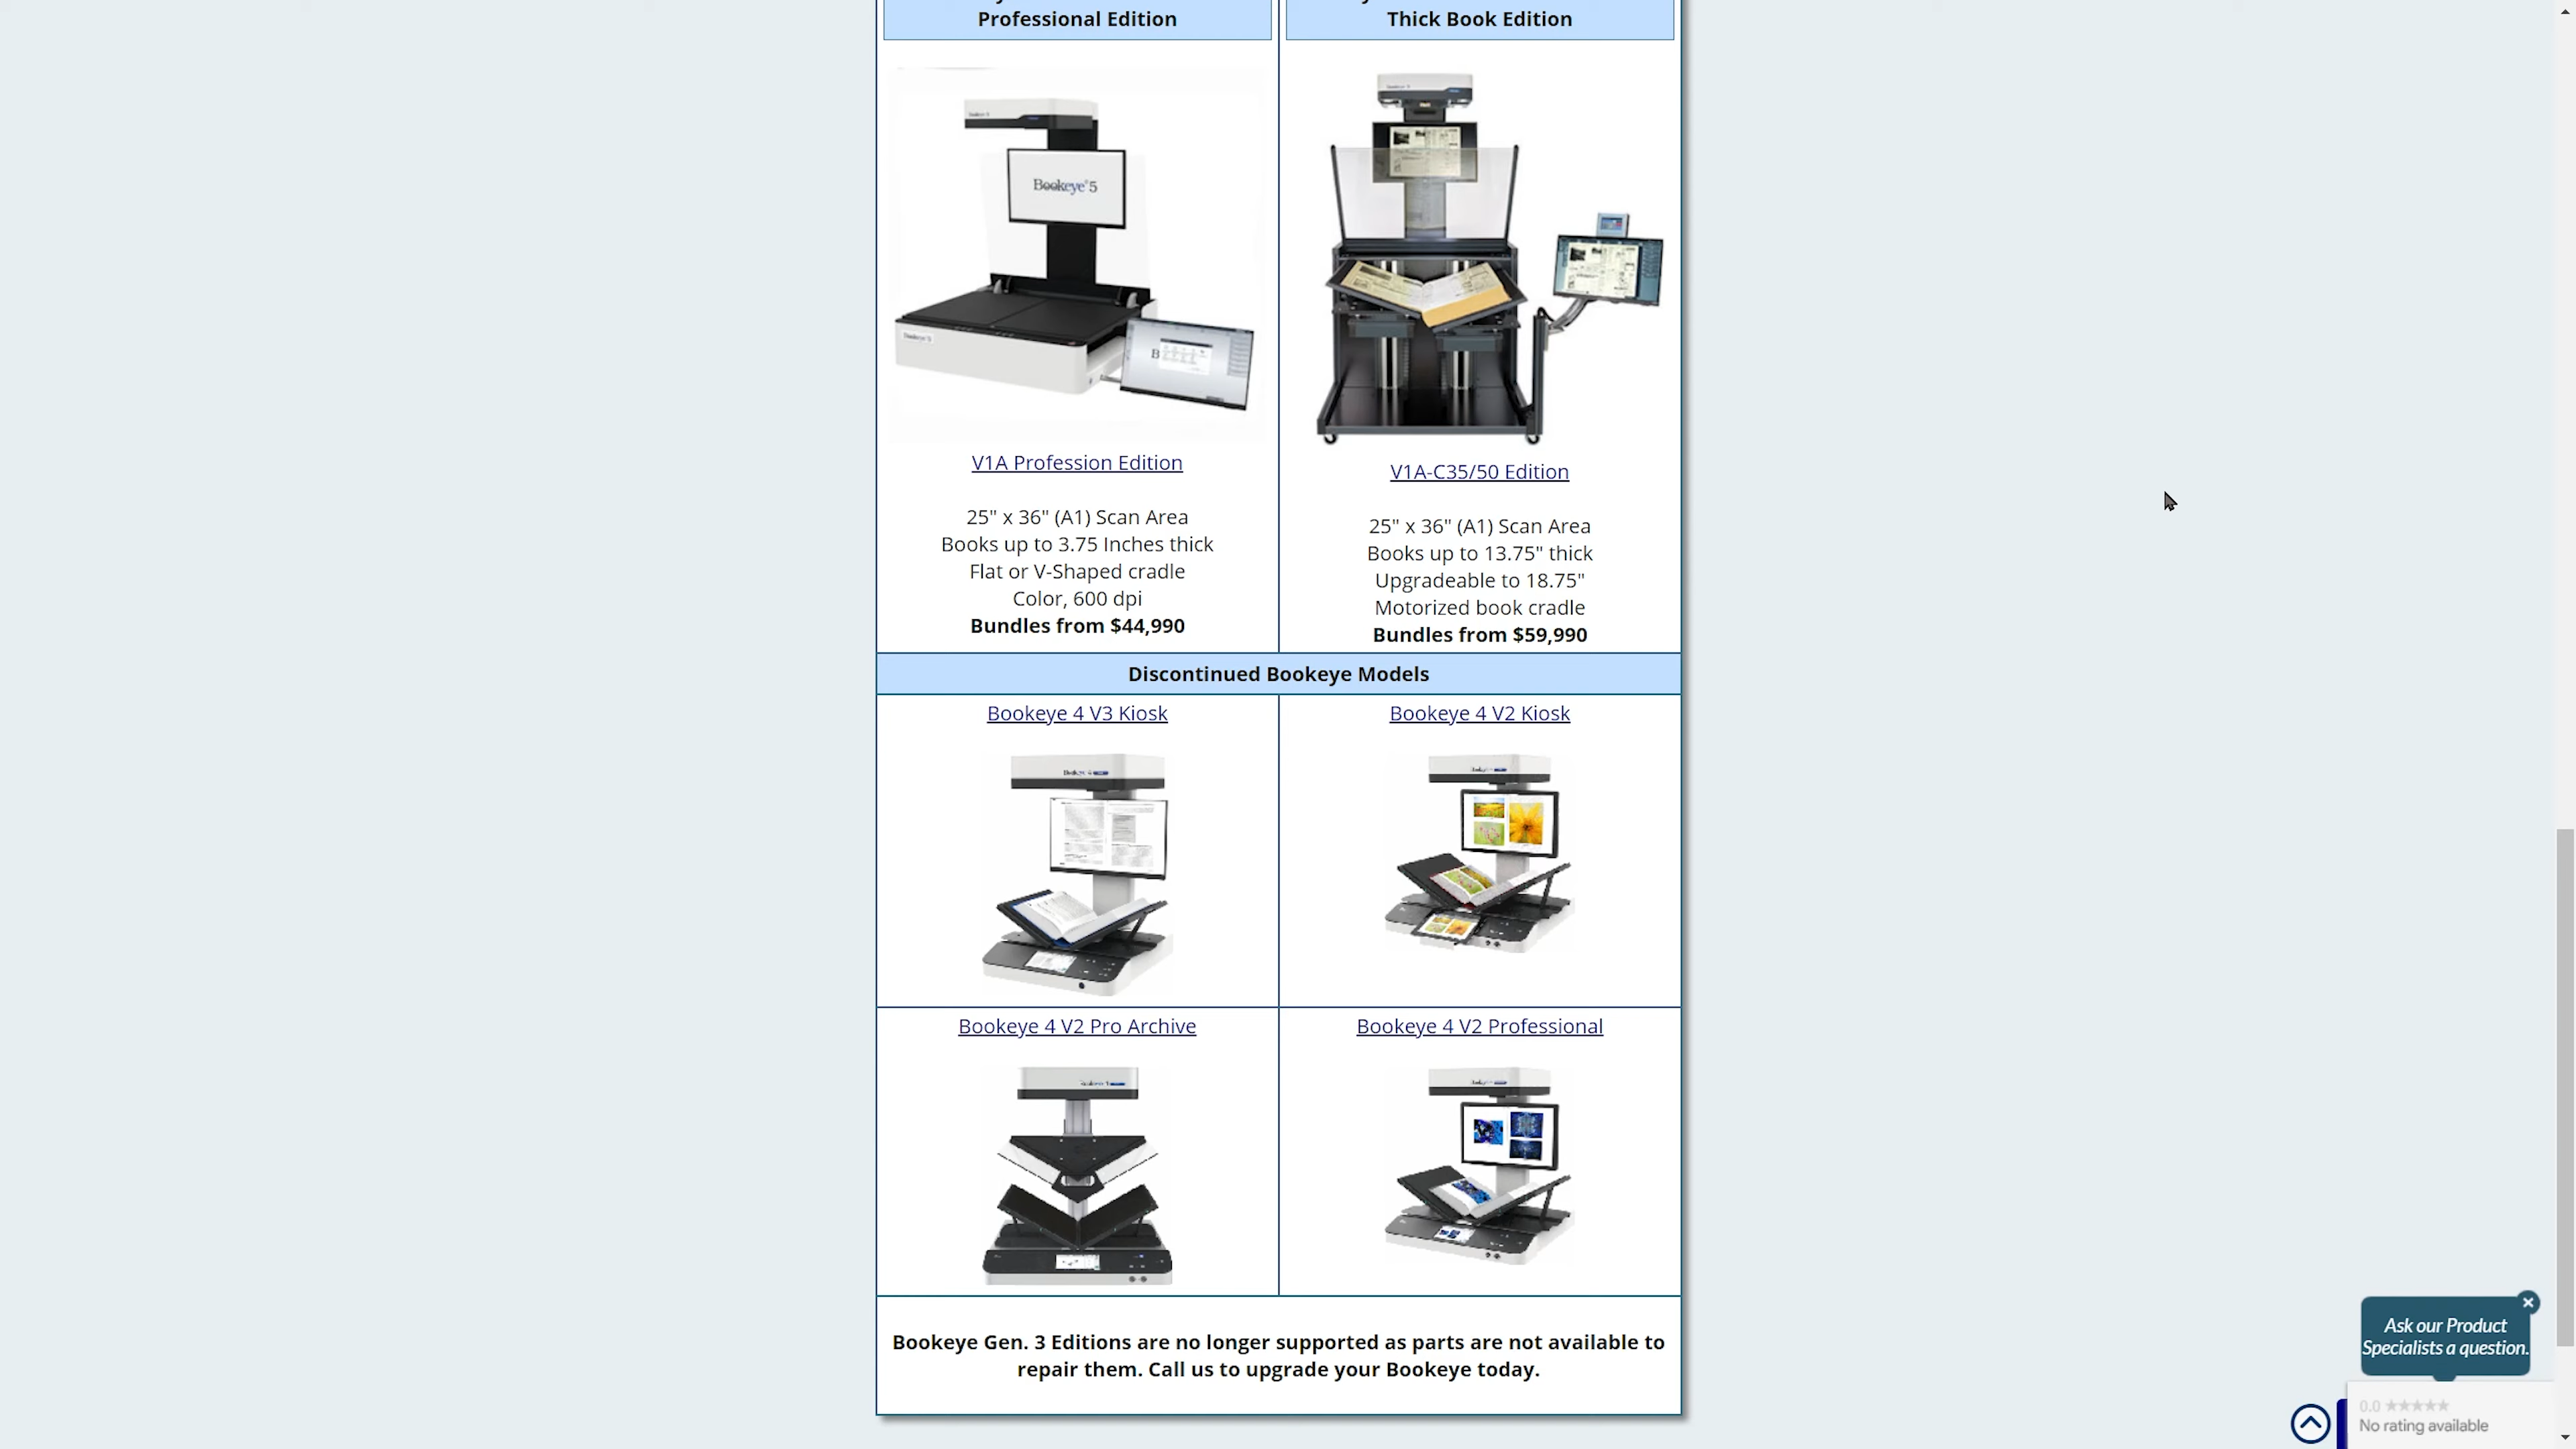 Professional Edition
Thick Book Edition
Bookeye 5
V1A Profession Edition
25" x 36" (A1) Scan Area
Books up to 3.75 Inches thick
Flat or V-Shaped cradle
Color, 600 dpi
Bundles from $44,990
V1A-C35/50 Edition
25" x 36" (A1) Scan Area
Books up to 13.75" thick
Upgradeable to 18.75"
Motorized book cradle
Bundles from $59,990
Discontinued Bookeye Models
Bookeye 4 V3 Kiosk
Bookeye 4 V2 Kiosk
Bookeye 4 V2 Pro Archive
Bookeye 4 V2 Professional
Bookeye Gen. 3 Editions are no longer supported as parts are not available to
repair them. Call us to upgrade your Bookeye today.
Ask our Product
Specialists a question.
0.0
No rating available